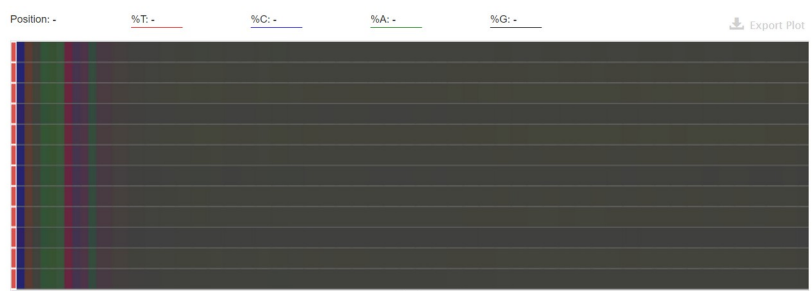 Position: - %T: - %C: - %A: - %G: -
Export Plot